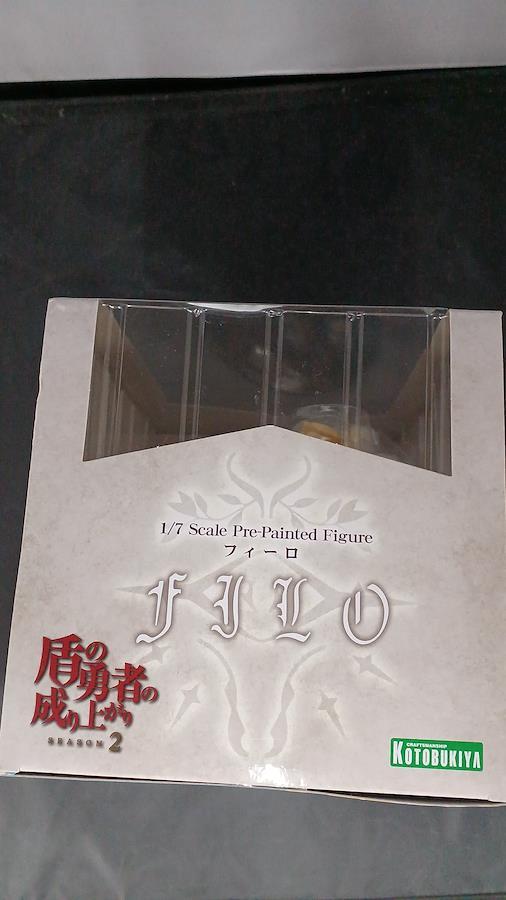 1/7 Scale Pre-Painted Figure
フィーロ
FILO
盾の勇者の
成り上がり
SEASON 2
CRAFTSMANSHIP
KOTOBUKIYA